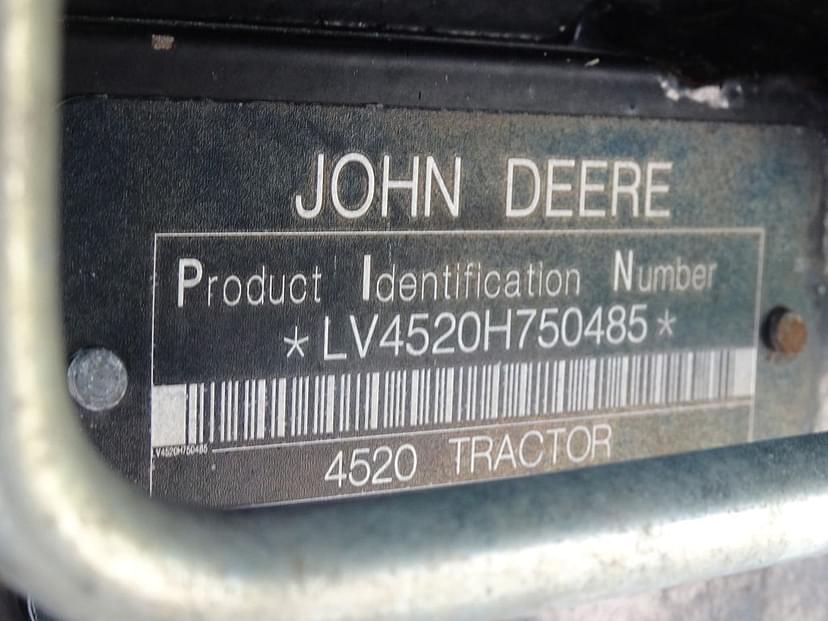 JOHN DEERE
Product Identification Number
*LV4520H750485*
LV4520H750485
4520 TRACTOR